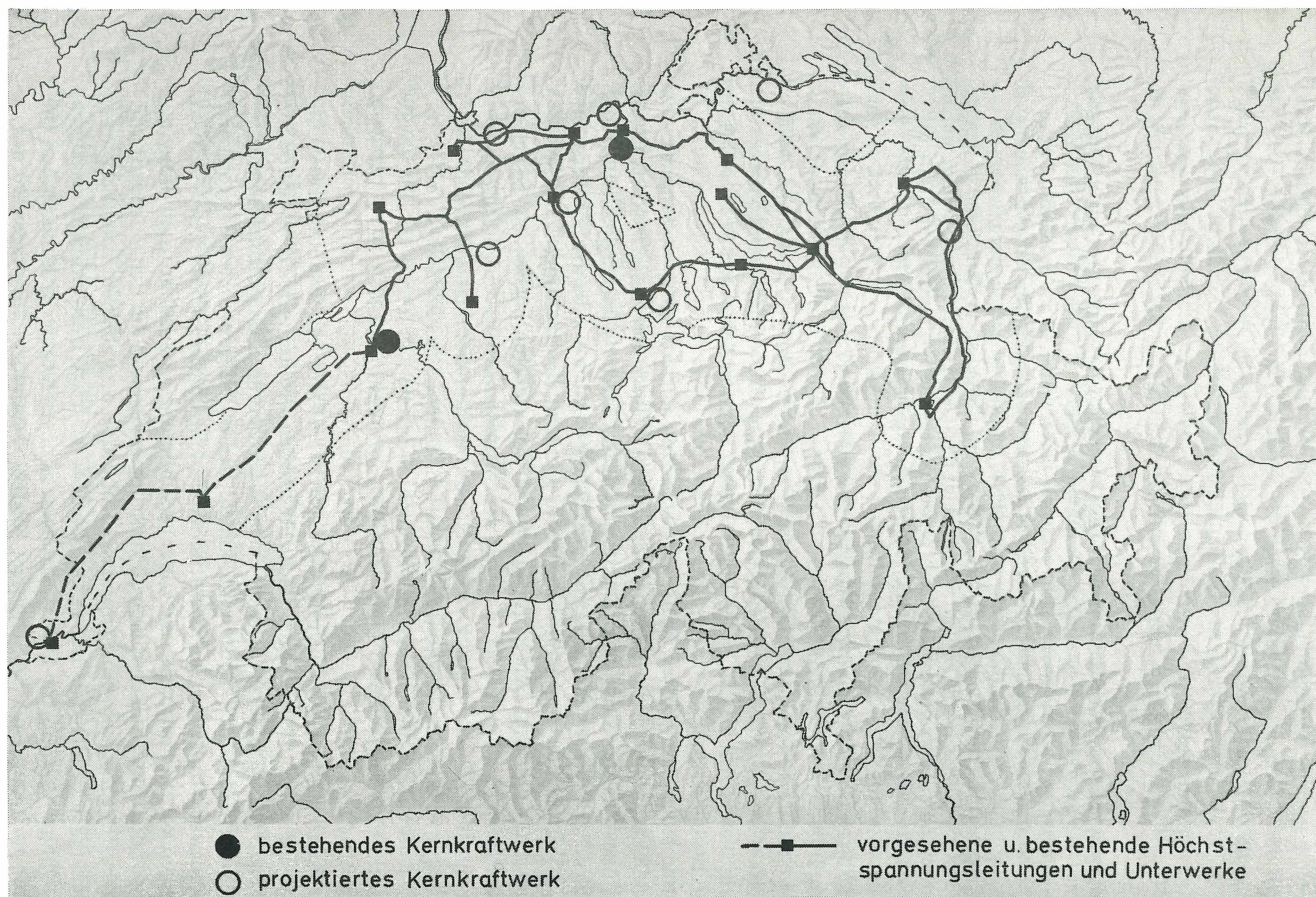 bestehendes Kernkraftwerk
projektiertes Kernkraftwerk
vorgesehene u. bestehende Höchst-
spannungsleitungen und Unterwerke